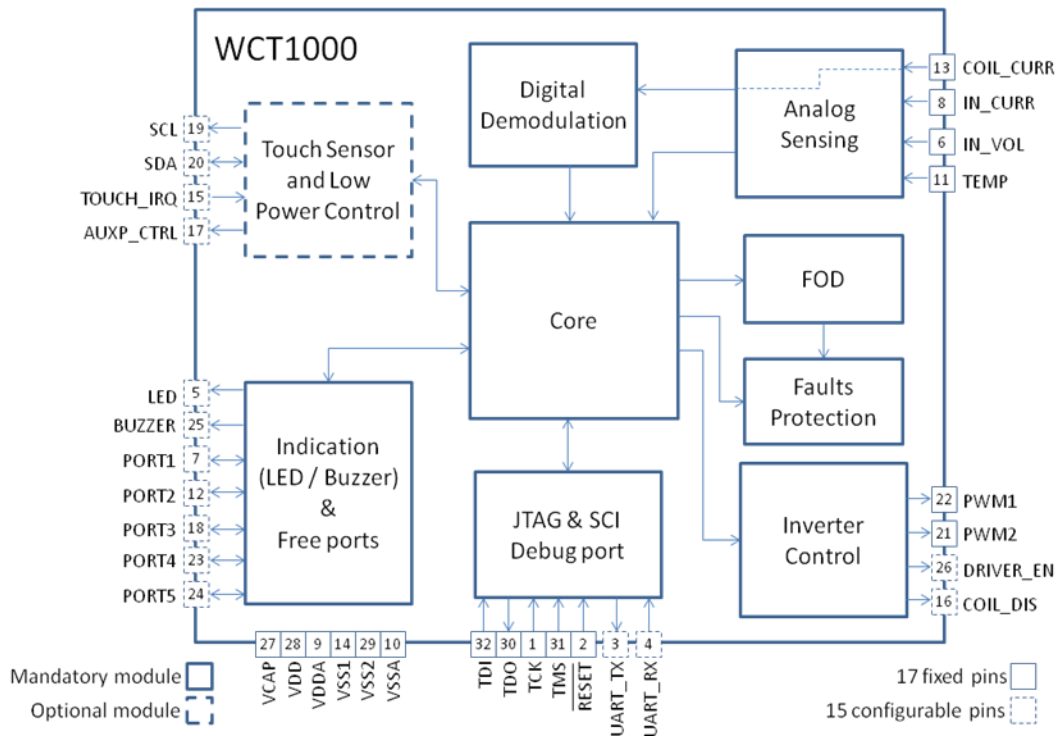 WCT1000
Digital
Demodulation
Analog
Sensing
13 COIL_CURR
8 IN_CURR
6 IN_VOL
11 TEMP
SCL 19
SDA 20
TOUCH_IRQ 15
AUXP_CTRL 17
Touch Sensor
and Low
Power Control
Core
FOD
Faults
Protection
LED 5
BUZZER 25
PORT1 7
PORT2 12
PORT3 18
PORT4 23
PORT5 24
Indication
(LED / Buzzer)
&
Free ports
JTAG & SCI
Debug port
Inverter
Control
22 PWM1
21 PWM2
26 DRIVER_EN
16 COIL_DIS
27 28 9 14 29 10
VCAP
VDD
VDDA
VSS1
VSS2
VSSA
32 30 1 31 2 3 4
TDI
TDO
TCK
TMS
RESET
UART_TX
UART_RX
Mandatory module
Optional module
17 fixed pins
15 configurable pins